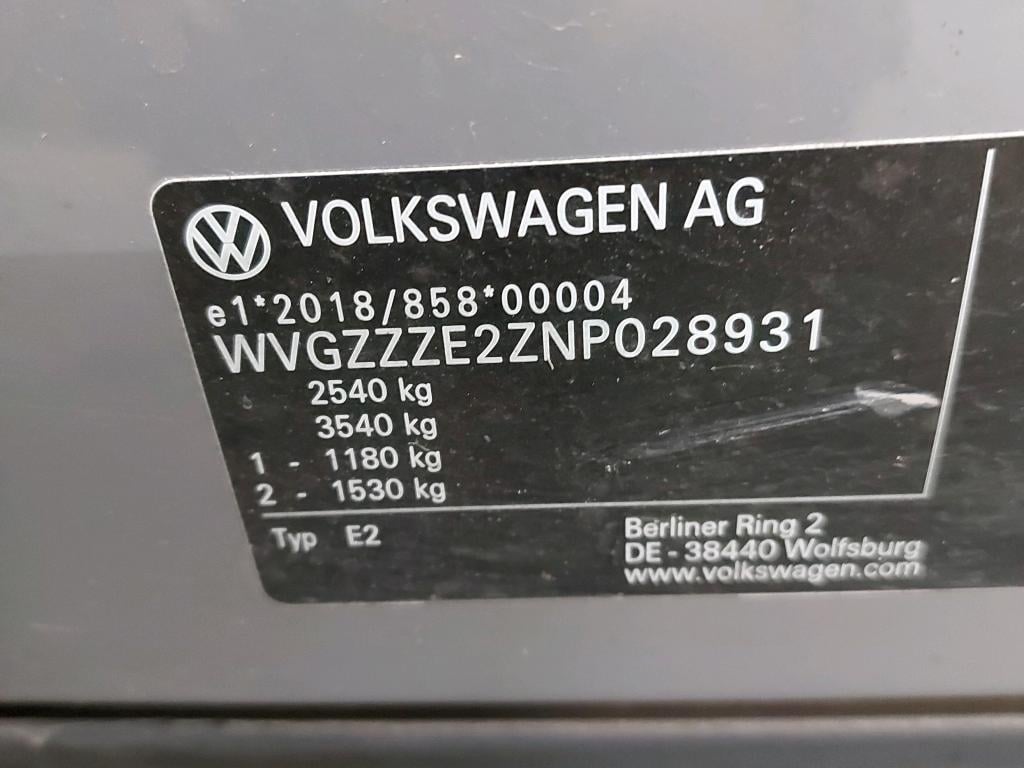 VOLKSWAGEN AG
e1*2018/858*00004
WVGZZZE2ZNP028931
2540 kg
3540 kg
1 - 1180 kg
2 - 1530 kg
Typ E2
Berliner Ring 2
DE - 38440 Wolfsburg
www.volkswagen.com